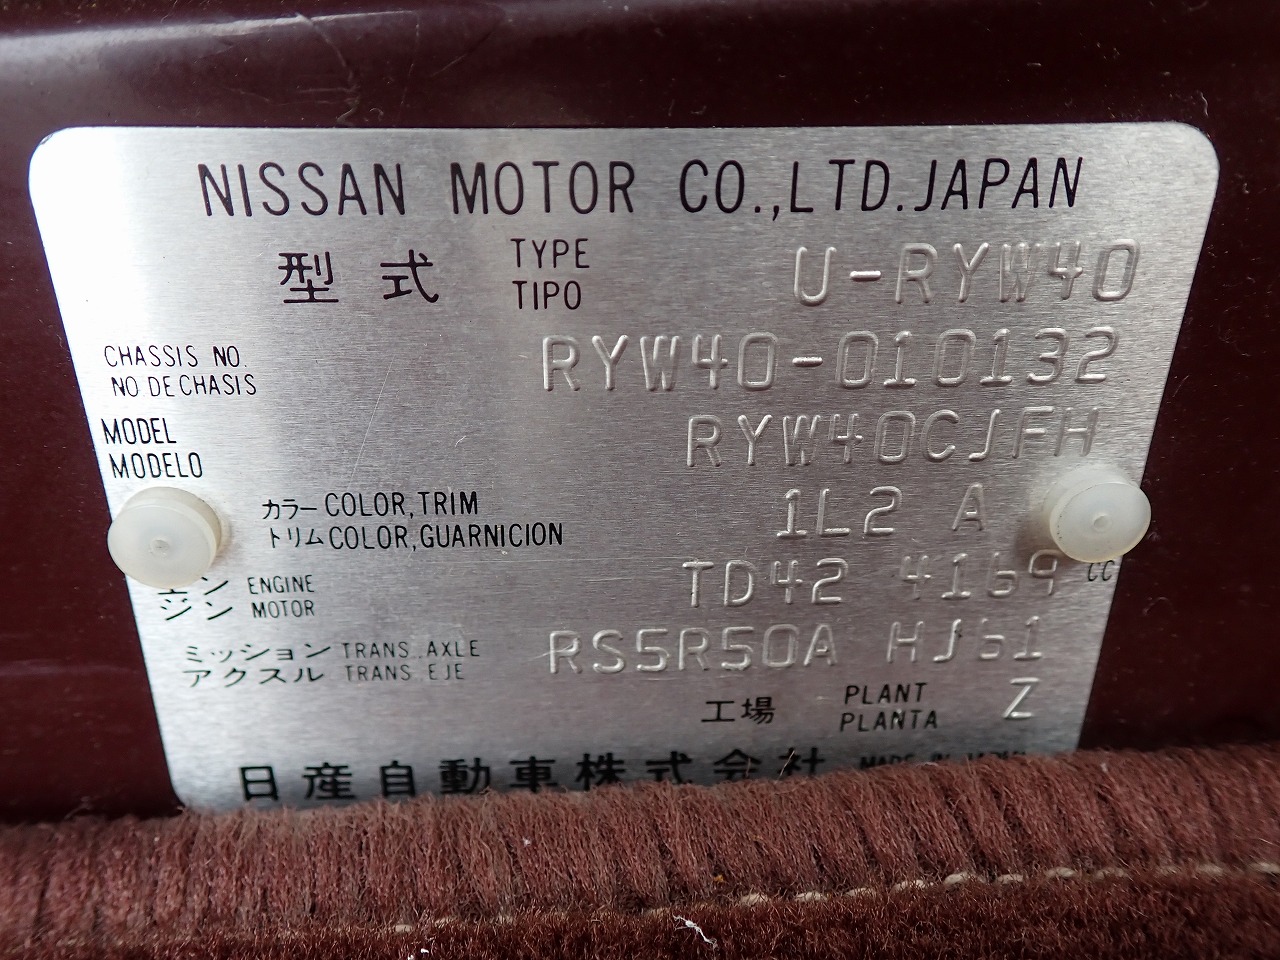 NISSAN MOTOR CO.,LTD.JAPAN
型式 TYPE TIPO U-RYW40
CHASSIS NO.
NO DE CHASIS RYW40-010132
MODEL
MODELO RYW40CJFH
カラー COLOR,TRIM
トリム COLOR,GUARNICION 1L2 A
ENGINE
ジン MOTOR TD42 4169 CC
ミッション TRANS. AXLE
アクスル TRANS EJE RS5R50A HJ61
工場 PLANT PLANTA Z
日産自動車株式会社 MADE IN JAPAN